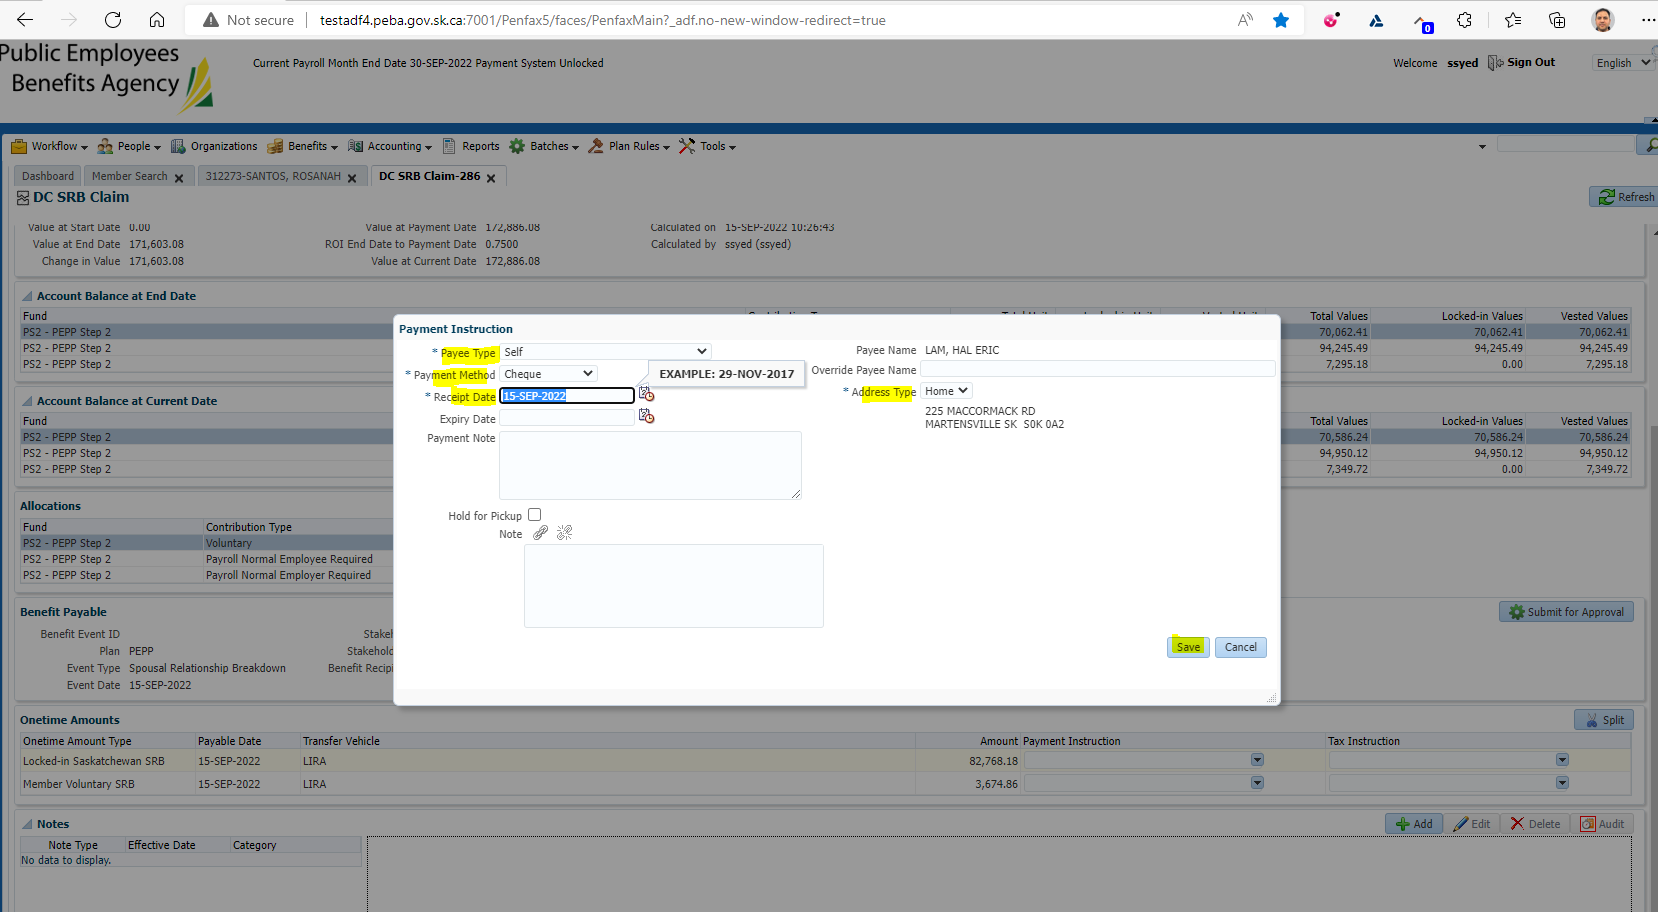 Not secure testadf4.peba.gov.sk.ca:7001/Penfax5/faces/PenfaxMain?_adf.no-new-window-redirect=true
0
Public Employees
Benefits Agency
Current Payroll Month End Date 30-SEP-2022 Payment System Unlocked
Welcome ssyed Sign Out English
Workflow People Organizations Benefits Accounting Reports Batches Plan Rules Tools
Dashboard Member Search 312273-SANTOS, ROSANAH DC SRB Claim-286
DC SRB Claim Refresh
Value at Start Date 0.00 Value at Payment Date 172,886.08 Calculated on 15-SEP-2022 10:26:43
Value at End Date 171,603.08 ROI End Date to Payment Date 0.7500 Calculated by ssyed (ssyed)
Change in Value 171,603.08 Value at Current Date 172,886.08
Account Balance at End Date
Fund Total Values Locked-in Values Vested Values
PS2 - PEPP Step 2 70,062.41 70,062.41 70,062.41
PS2 - PEPP Step 2 94,245.49 94,245.49 94,245.49
PS2 - PEPP Step 2 7,295.18 0.00 7,295.18
Account Balance at Current Date
Fund Total Values Locked-in Values Vested Values
PS2 - PEPP Step 2 70,586.24 70,586.24 70,586.24
PS2 - PEPP Step 2 94,950.12 94,950.12 94,950.12
PS2 - PEPP Step 2 7,349.72 0.00 7,349.72
Payment Instruction
* Payee Type Self Payee Name LAM, HAL ERIC
* Payment Method Cheque EXAMPLE: 29-NOV-2017 Override Payee Name
* Receipt Date 15-SEP-2022 * Address Type Home
Expiry Date 225 MACCORMACK RD
MARTENSVILLE SK S0K 0A2
Payment Note
Hold for Pickup
Note
Save Cancel
Allocations
Fund Contribution Type
PS2 - PEPP Step 2 Voluntary
PS2 - PEPP Step 2 Payroll Normal Employee Required
PS2 - PEPP Step 2 Payroll Normal Employer Required
Benefit Payable Submit for Approval
Benefit Event ID
Plan PEPP
Event Type Spousal Relationship Breakdown
Event Date 15-SEP-2022
Onetime Amounts Split
Onetime Amount Type Payable Date Transfer Vehicle Amount Payment Instruction Tax Instruction
Locked-in Saskatchewan SRB 15-SEP-2022 LIRA 82,768.18
Member Voluntary SRB 15-SEP-2022 LIRA 3,674.86
Notes Add Edit Delete Audit
Note Type Effective Date Category
No data to display.